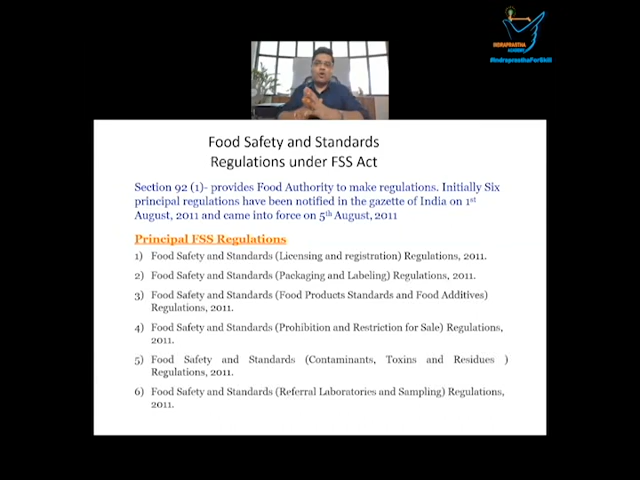 INDRAPRASTHA
ACADEMY
#IndraprasthaForSkill
Food Safety and Standards
Regulations under FSS Act
Section 92 (1)- provides Food Authority to make regulations. Initially Six
principal regulations have been notified in the gazette of India on 1st
August, 2011 and came into force on 5th August, 2011
Principal FSS Regulations
1) Food Safety and Standards (Licensing and registration) Regulations, 2011.
2) Food Safety and Standards (Packaging and Labeling) Regulations, 2011.
3) Food Safety and Standards (Food Products Standards and Food Additives)
Regulations, 2011.
4) Food Safety and Standards (Prohibition and Restriction for Sale) Regulations,
2011.
5) Food Safety and Standards (Contaminants, Toxins and Residues )
Regulations, 2011.
6) Food Safety and Standards (Referral Laboratories and Sampling) Regulations,
2011.